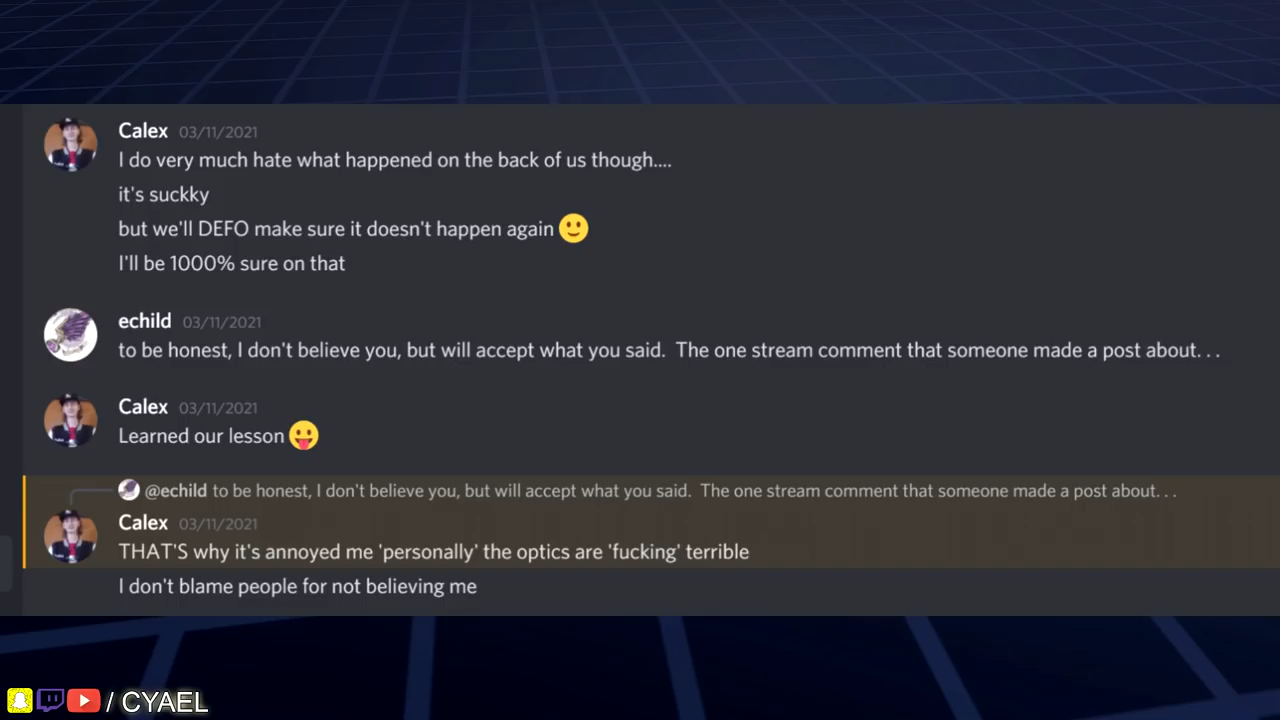 Calex 03/11/2021
I do very much hate what happened on the back of us though....
it's suckky
but we'll DEFO make sure it doesn't happen again
I'll be 1000% sure on that
echild 03/11/2021
to be honest, I don't believe you, but will accept what you said.  The one stream comment that someone made a post about. . .
Calex 03/11/2021
Learned our lesson
@echild to be honest, I don't believe you, but will accept what you said.  The one stream comment that someone made a post about. . .
Calex 03/11/2021
THAT'S why it's annoyed me 'personally' the optics are 'fucking' terrible
I don't blame people for not believing me
/ CYAEL